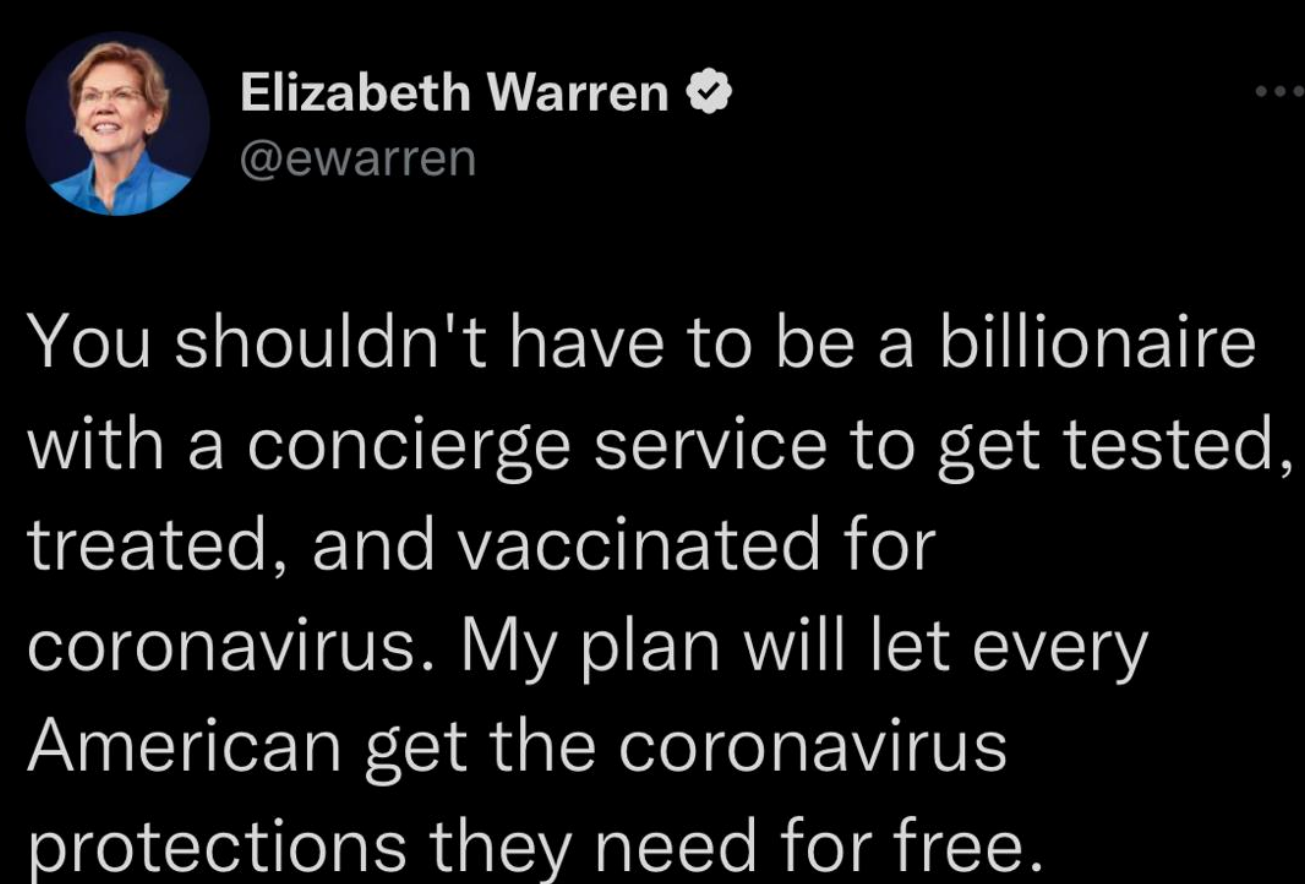 Elizabeth Warren
@ewarren
You shouldn't have to be a billionaire
with a concierge service to get tested,
treated, and vaccinated for
coronavirus. My plan will let every
American get the coronavirus
protections they need for free.